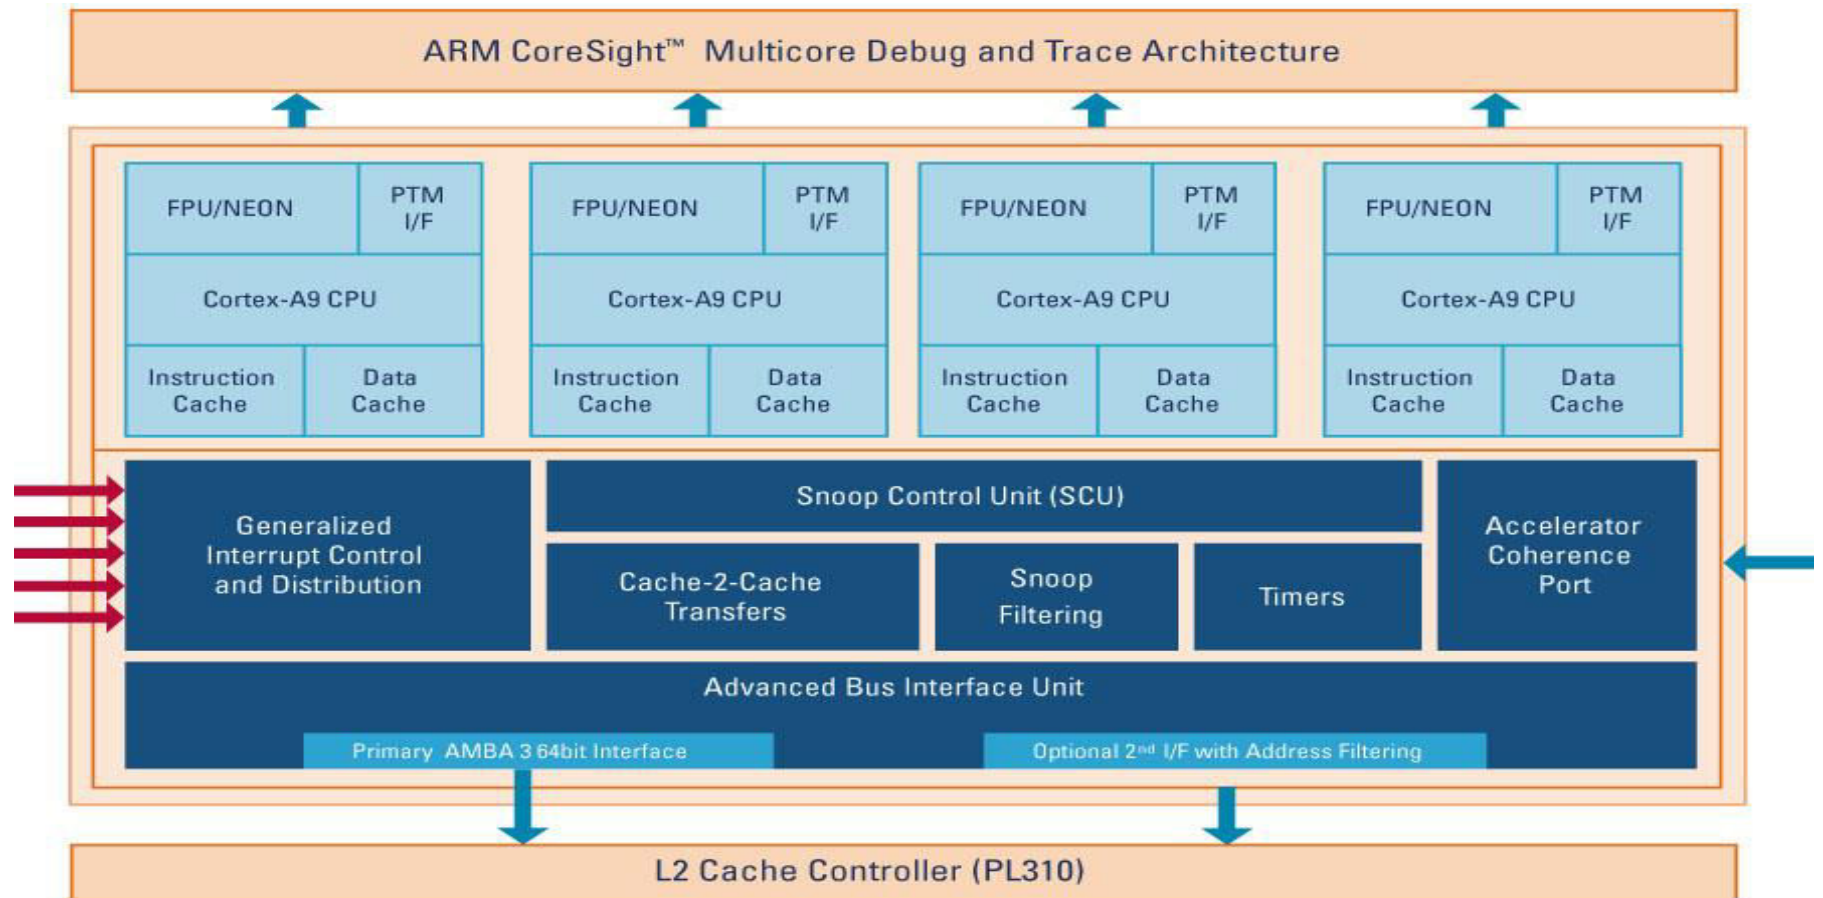 ARM CoreSight™ Multicore Debug and Trace Architecture
FPU/NEON
PTM
I/F
Cortex-A9 CPU
Instruction
Cache
Data
Cache
FPU/NEON
PTM
I/F
Cortex-A9 CPU
Instruction
Cache
Data
Cache
FPU/NEON
PTM
I/F
Cortex-A9 CPU
Instruction
Cache
Data
Cache
FPU/NEON
PTM
I/F
Cortex-A9 CPU
Instruction
Cache
Data
Cache
Generalized
Interrupt Control
and Distribution
Snoop Control Unit (SCU)
Cache-2-Cache
Transfers
Snoop
Filtering
Timers
Accelerator
Coherence
Port
Advanced Bus Interface Unit
Primary AMBA 3 64bit Interface
Optional 2nd I/F with Address Filtering
L2 Cache Controller (PL310)